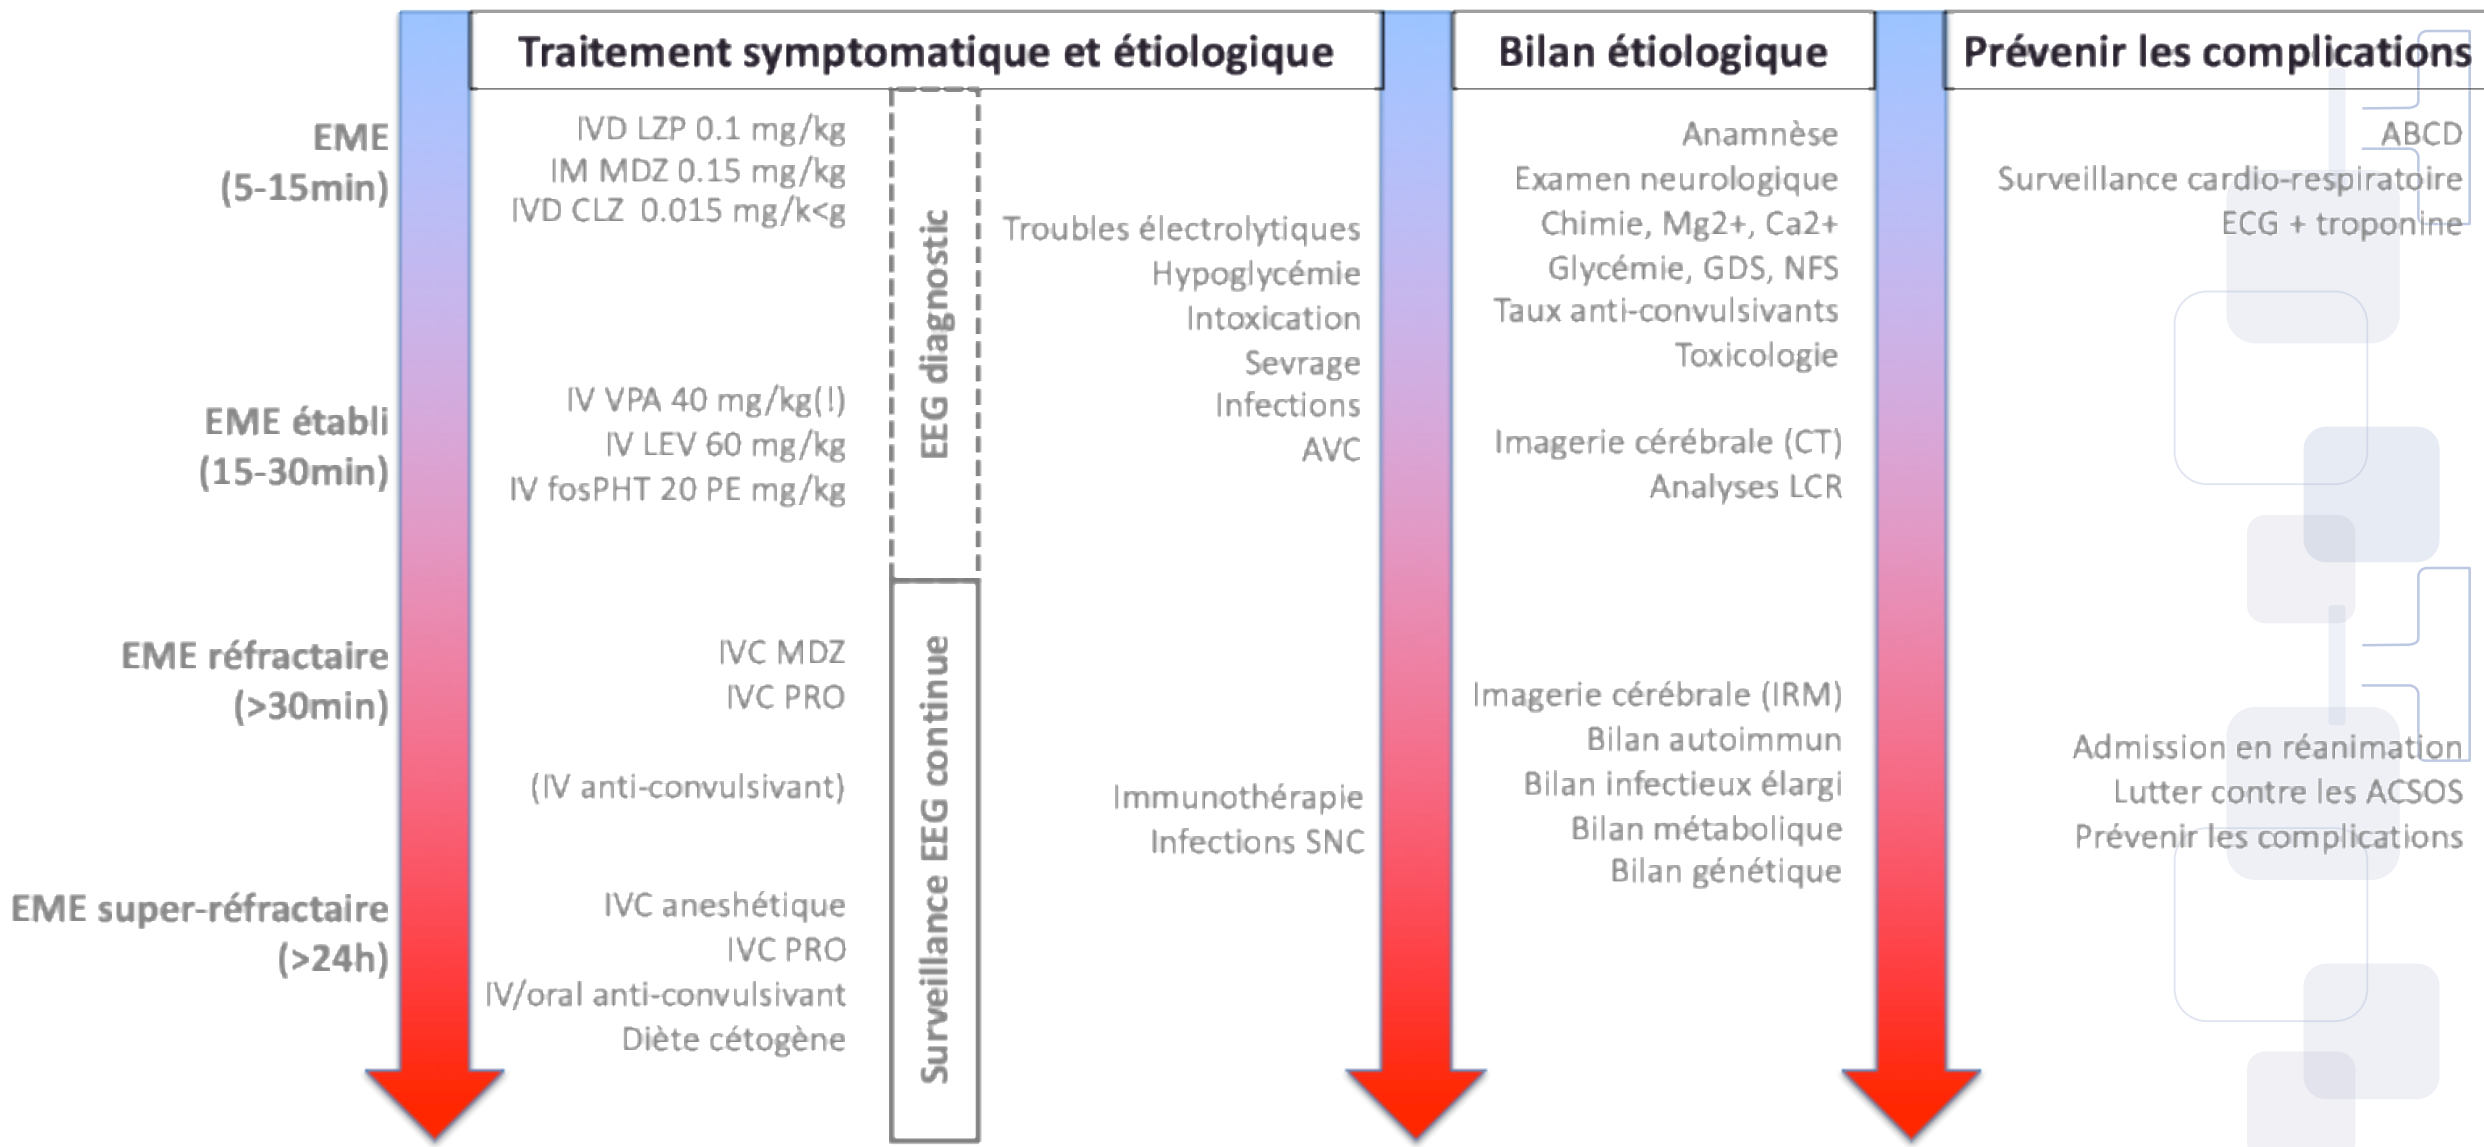 Traitement symptomatique et étiologique
Bilan étiologique
Prévenir les complications
EME
(5-15min)
IVD LZP 0.1 mg/kg
IM MDZ 0.15 mg/kg
IVD CLZ 0.015 mg/k<g
EME établi
(15-30min)
IV VPA 40 mg/kg(!)
IV LEV 60 mg/kg
IV fosPHT 20 PE mg/kg
EME réfractaire
(>30min)
IVC MDZ
IVC PRO
(IV anti-convulsivant)
EME super-réfractaire
(>24h)
IVC aneshétique
IVC PRO
IV/oral anti-convulsivant
Diète cétogène
EEG diagnostic
Surveillance EEG continue
Troubles électrolytiques
Hypoglycémie
Intoxication
Sevrage
Infections
AVC
Immunothérapie
Infections SNC
Anamnèse
Examen neurologique
Chimie, Mg2+, Ca2+
Glycémie, GDS, NFS
Taux anti-convulsivants
Toxicologie
Imagerie cérébrale (CT)
Analyses LCR
Imagerie cérébrale (IRM)
Bilan autoimmun
Bilan infectieux élargi
Bilan métabolique
Bilan génétique
ABCD
Surveillance cardio-respiratoire
ECG + troponine
Admission en réanimation
Lutter contre les ACSOS
Prévenir les complications